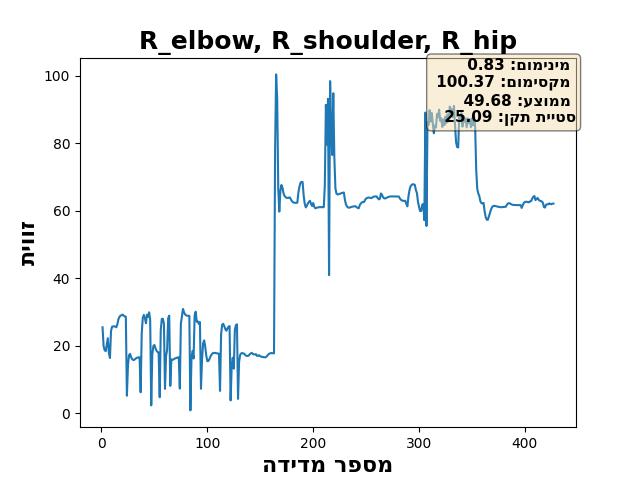 R_elbow, R_shoulder, R_hip
מינימום: 0.83
מקסימום: 100.37
ממוצע: 49.68
סטיית תקן: 25.09
100
80
60
40
20
0
זווית
0 100 200 300 400
מספר מדידה